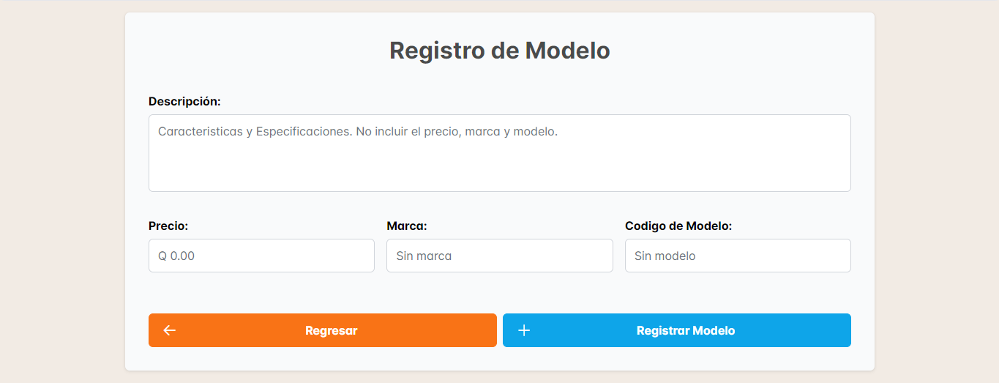 Registro de Modelo
Descripción:
Caracteristicas y Especificaciones. No incluir el precio, marca y modelo.
Precio:
Marca:
Codigo de Modelo:
Q 0.00
Sin marca
Sin modelo
Regresar
Registrar Modelo